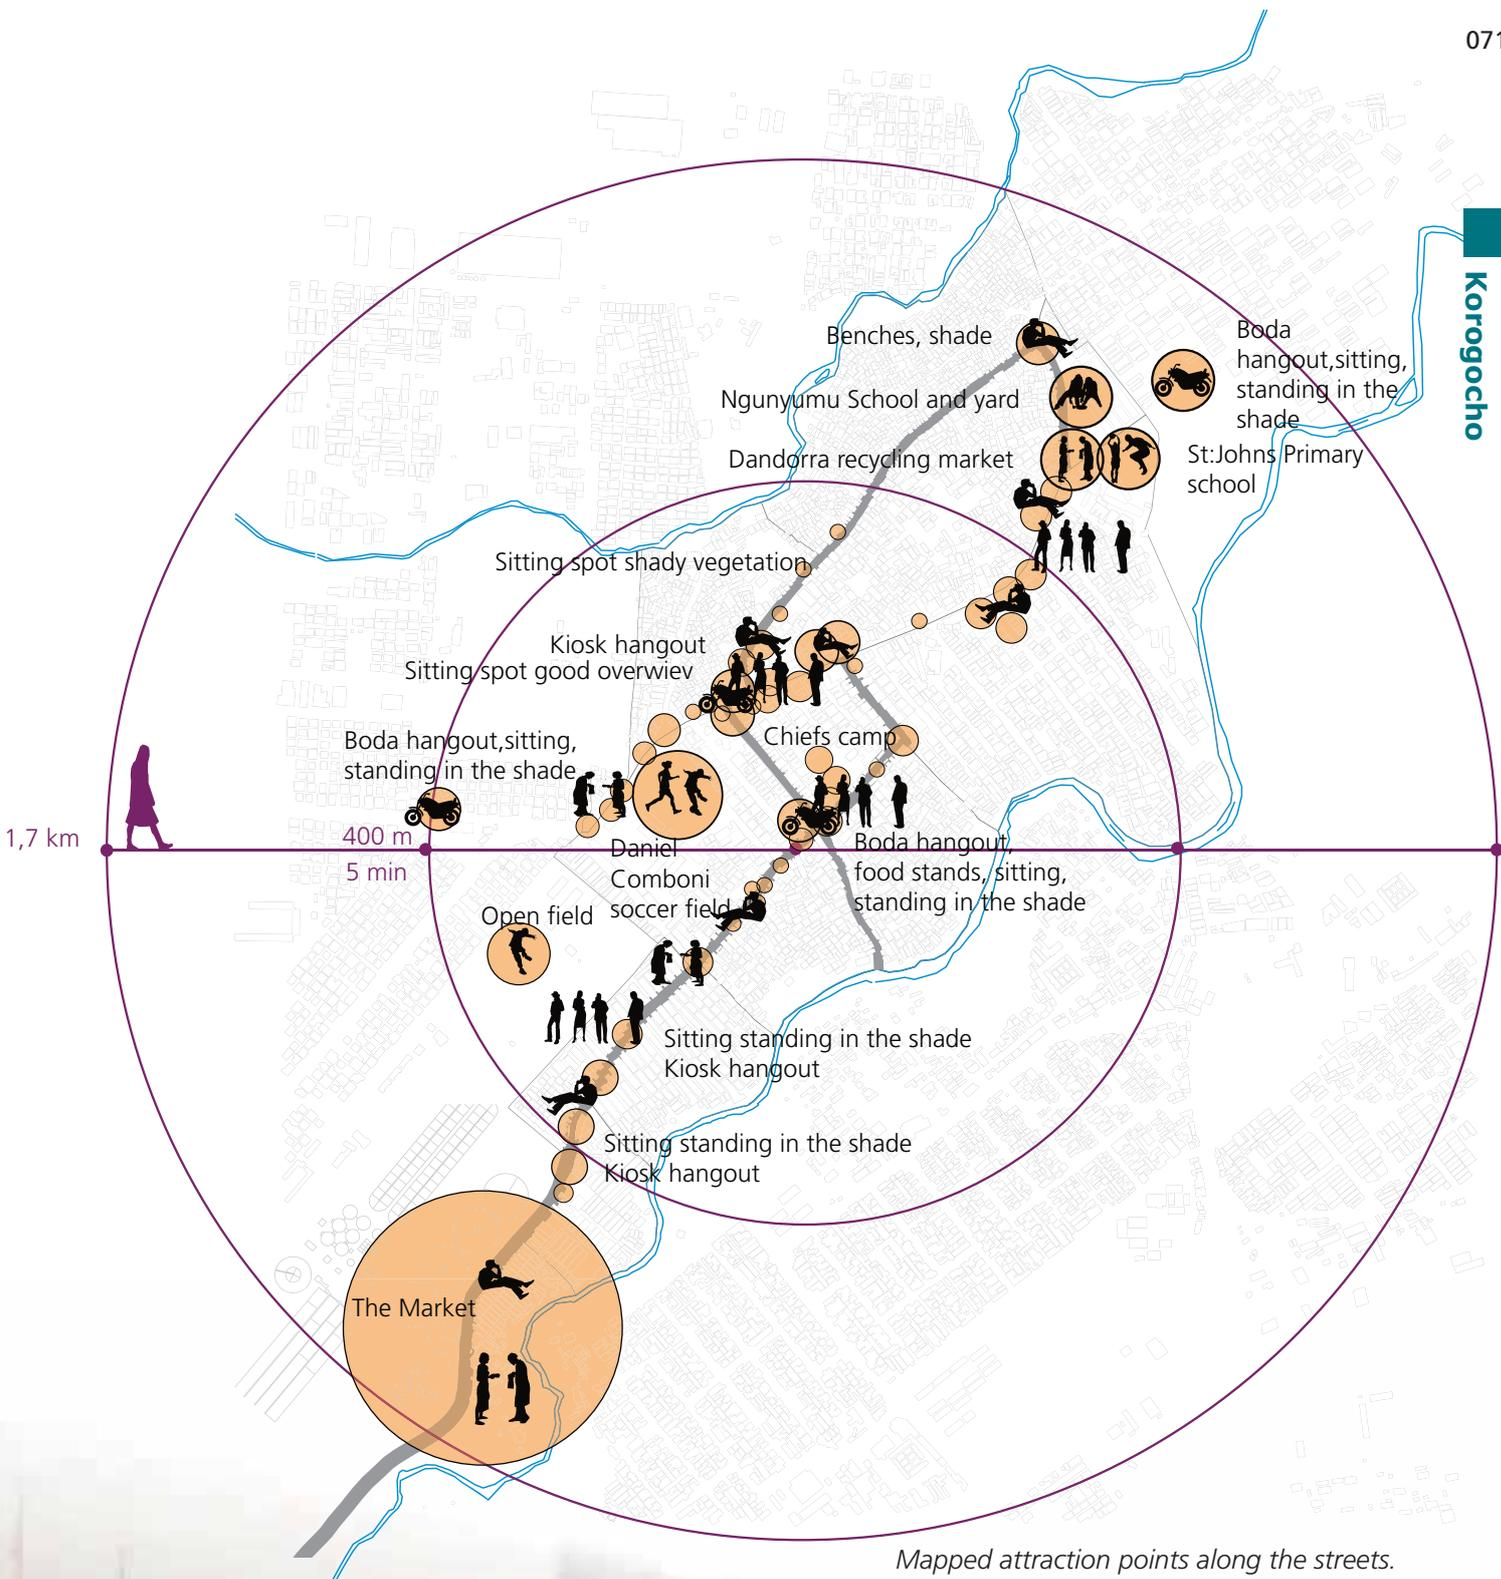 071
Korogocho
Benches, shade
Boda
hangout,sitting,
standing in the
shade
Ngunyumu School and yard
Dandorra recycling market
St:Johns Primary
school
Sitting spot shady vegetation
Kiosk hangout
Sitting spot good overwiev
Boda hangout,sitting,
standing in the shade
Chiefs camp
1,7 km
400 m
5 min
Daniel
Comboni
soccer field
Boda hangout,
food stands, sitting,
standing in the shade
Open field
Sitting standing in the shade
Kiosk hangout
Sitting standing in the shade
Kiosk hangout
The Market
Mapped attraction points along the streets.